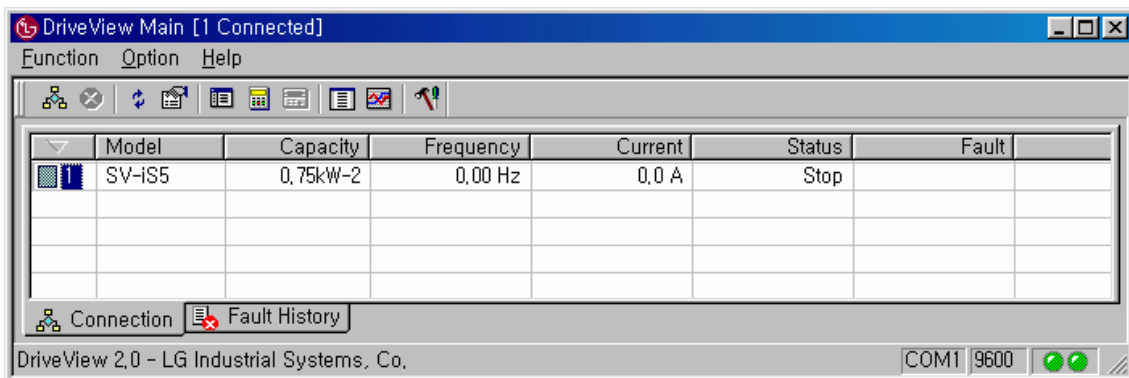 DriveView Main [1 Connected]
Function Option Help
Model Capacity Frequency Current Status Fault
1 SV-iS5 0,75kW-2 0,00 Hz 0,0 A Stop
Connection Fault History
DriveView 2,0 - LG Industrial Systems, Co, COM1 9600